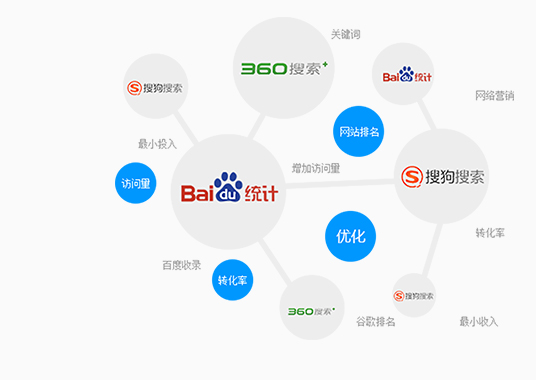 关键词
360搜索+
Bai du 统计
S 搜狗搜索
网络营销
网站排名
最小投入
增加访问量
S 搜狗搜索
访问量
Bai du 统计
优化
转化率
百度收录
转化率
S 搜狗搜索
360搜索+
谷歌排名
最小收入